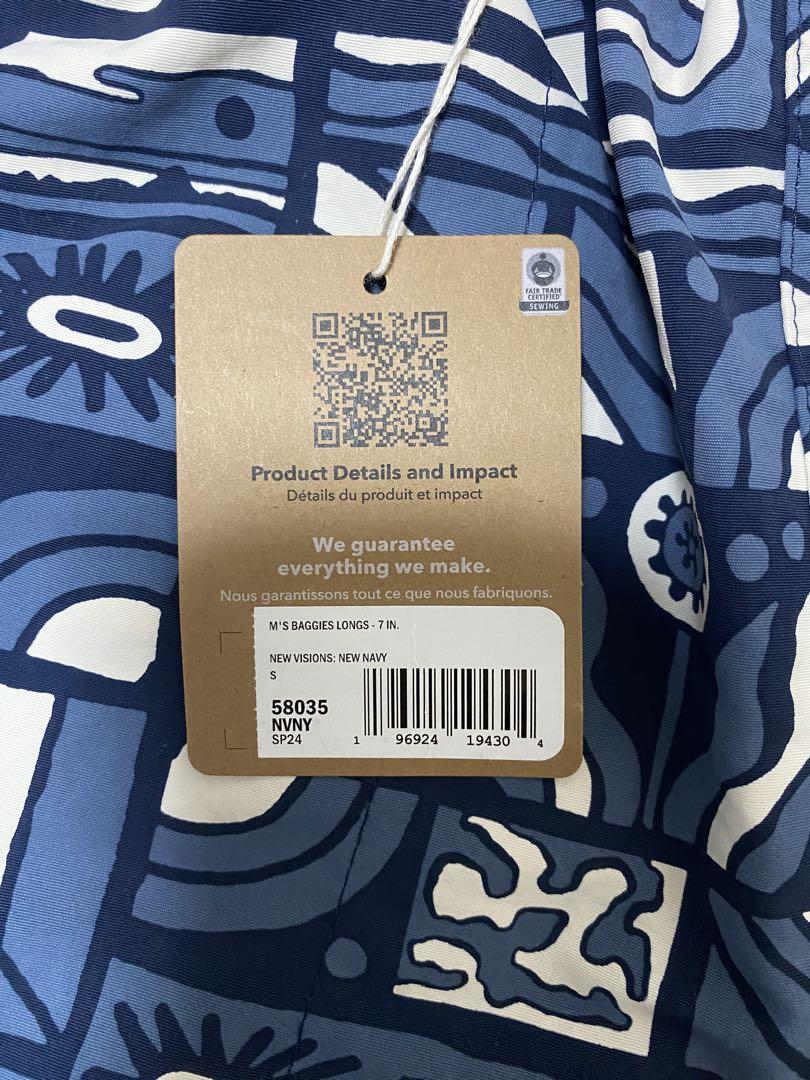 FAIR TRADE
CERTIFIED
SEWING
Product Details and Impact
Détails du produit et impact
We guarantee
everything we make.
Nous garantissons tout ce que nous fabriquons.
M'S BAGGIES LONGS - 7 IN.
NEW VISIONS: NEW NAVY
S
58035
NVNY
SP24
1 96924 19430 4